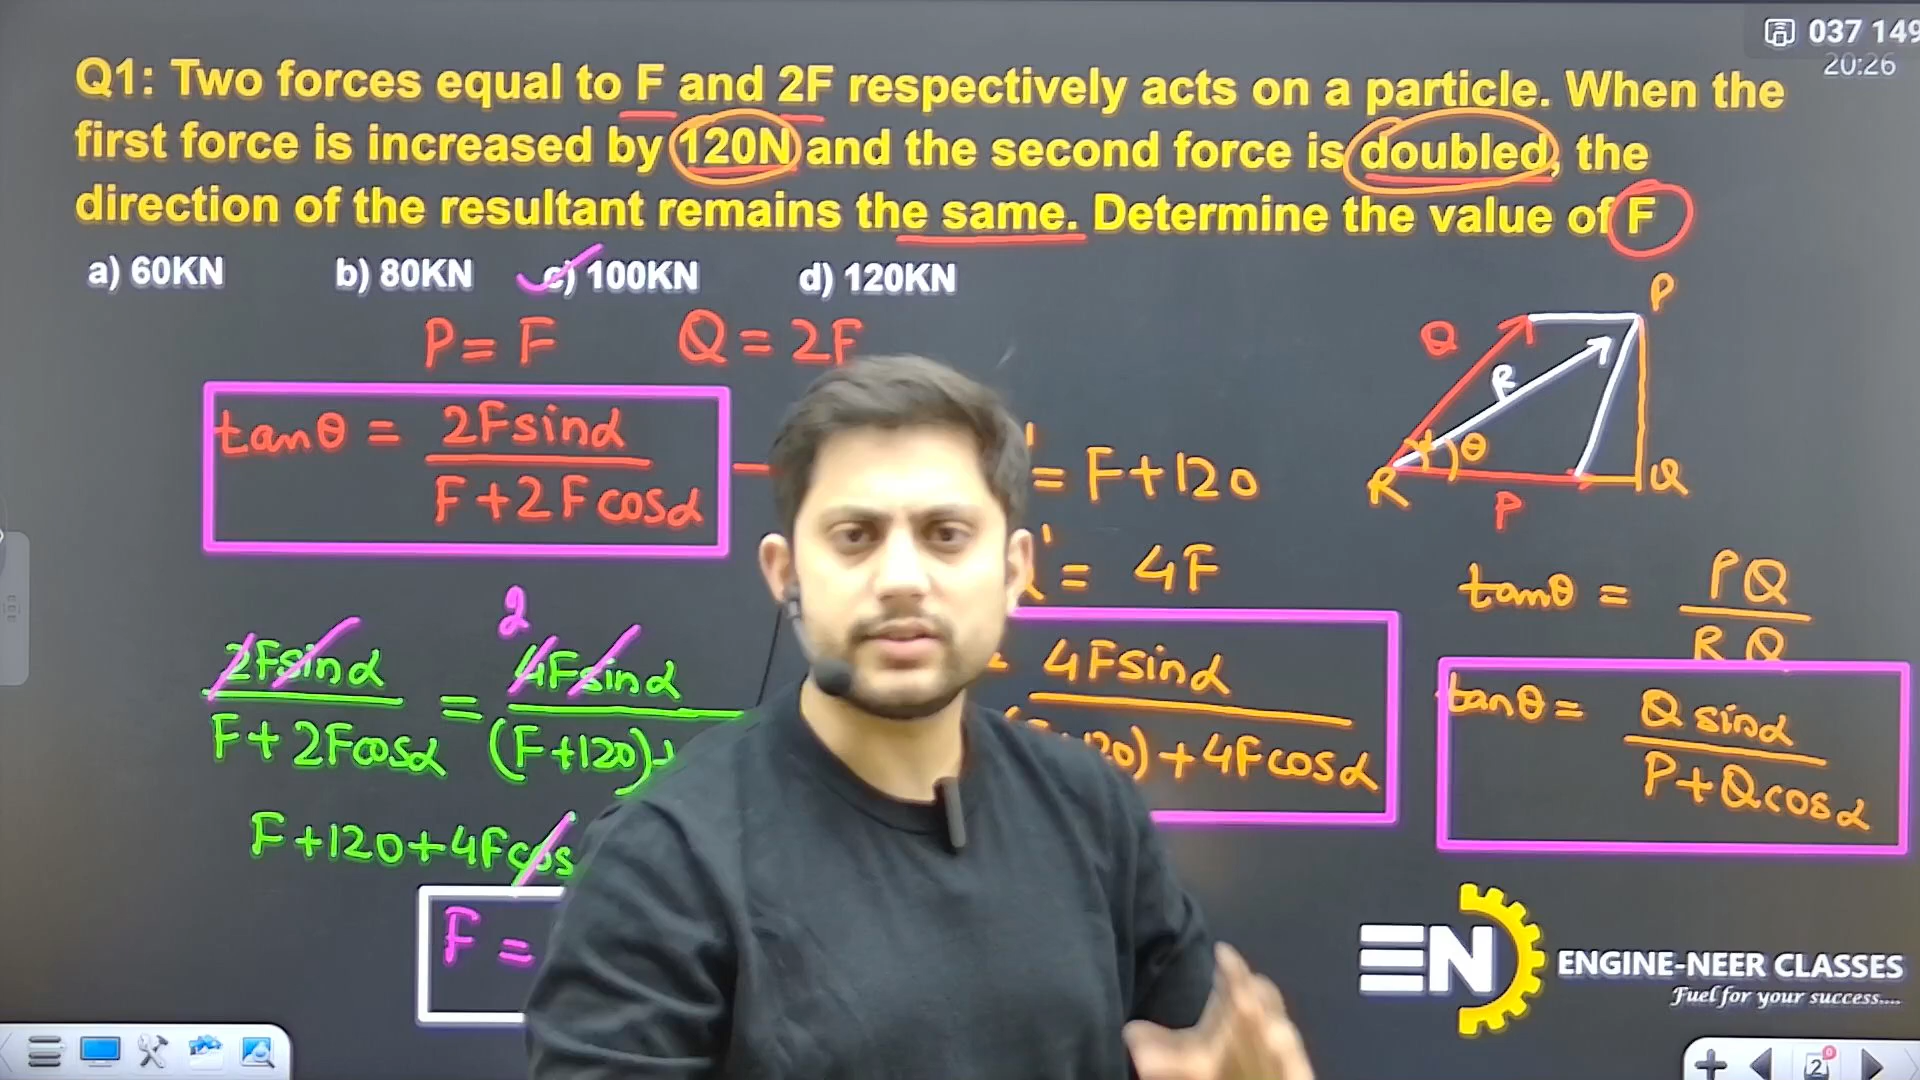 037 149
20:26
Q1: Two forces equal to F and 2F respectively acts on a particle. When the
first force is increased by 120N and the second force is doubled, the
direction of the resultant remains the same. Determine the value of F
a) 60KN b) 80KN c) 100KN d) 120KN
P = F Q = 2F
tanθ = 2Fsinα / F+2Fcosα
= F+120
' = 4F
2Fsinα / F+2Fcosα = 4Fsinα / (F+120)+
2
F+120+4Fcos
F =
= 4Fsinα / 20)+4Fcosα
P
Q
R
θ
R
P
Q
tanθ = PQ / RQ
tanθ = Qsinα / P+Qcosα
EN
ENGINE-NEER CLASSES
Fuel for your success....
2